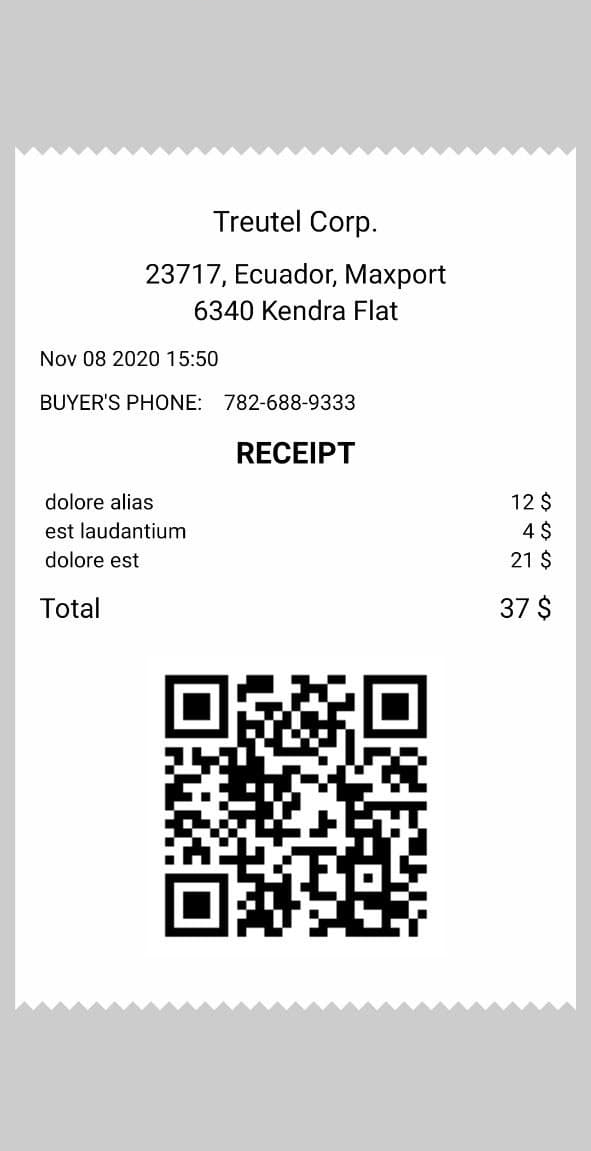 Treutel Corp.
23717, Ecuador, Maxport
6340 Kendra Flat
Nov 08 2020 15:50
BUYER'S PHONE: 782-688-9333
RECEIPT
dolore alias 12 $
est laudantium 4 $
dolore est 21 $
Total 37 $